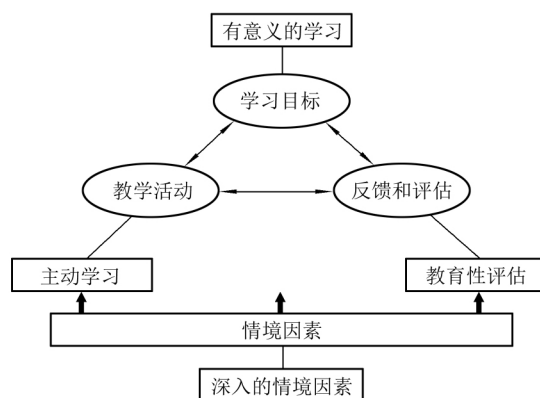 有意义的学习
学习目标
教学活动
反馈和评估
主动学习
教育性评估
情境因素
深入的情境因素